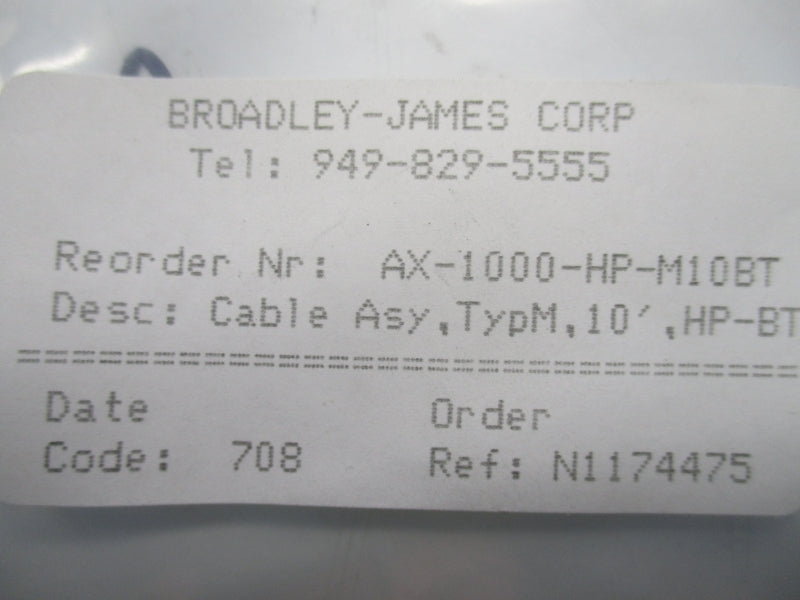 BROADLEY-JAMES CORP
Tel: 949-829-5555
Reorder Nr: AX-1000-HP-M10BT
Desc: Cable Asy,TypM,10',HP-BT
Date Order
Code: 708 Ref: N1174475